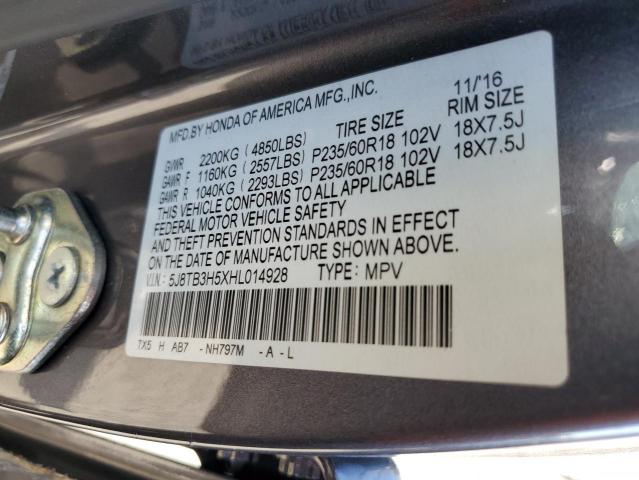 MFD.BY HONDA OF AMERICA MFG.,INC. 11/'16
TIRE SIZE RIM SIZE
GVWR 2200KG (4850LBS)
GAWR F 1160KG (2557LBS) P235/60R18 102V 18X7.5J
GAWR R 1040KG (2293LBS) P235/60R18 102V 18X7.5J
THIS VEHICLE CONFORMS TO ALL APPLICABLE
FEDERAL MOTOR VEHICLE SAFETY
AND THEFT PREVENTION STANDARDS IN EFFECT
ON THE DATE OF MANUFACTURE SHOWN ABOVE.
V.I.N: 5J8TB3H5XHL014928 TYPE: MPV
TX5 H AB7 -NH797M -A-L